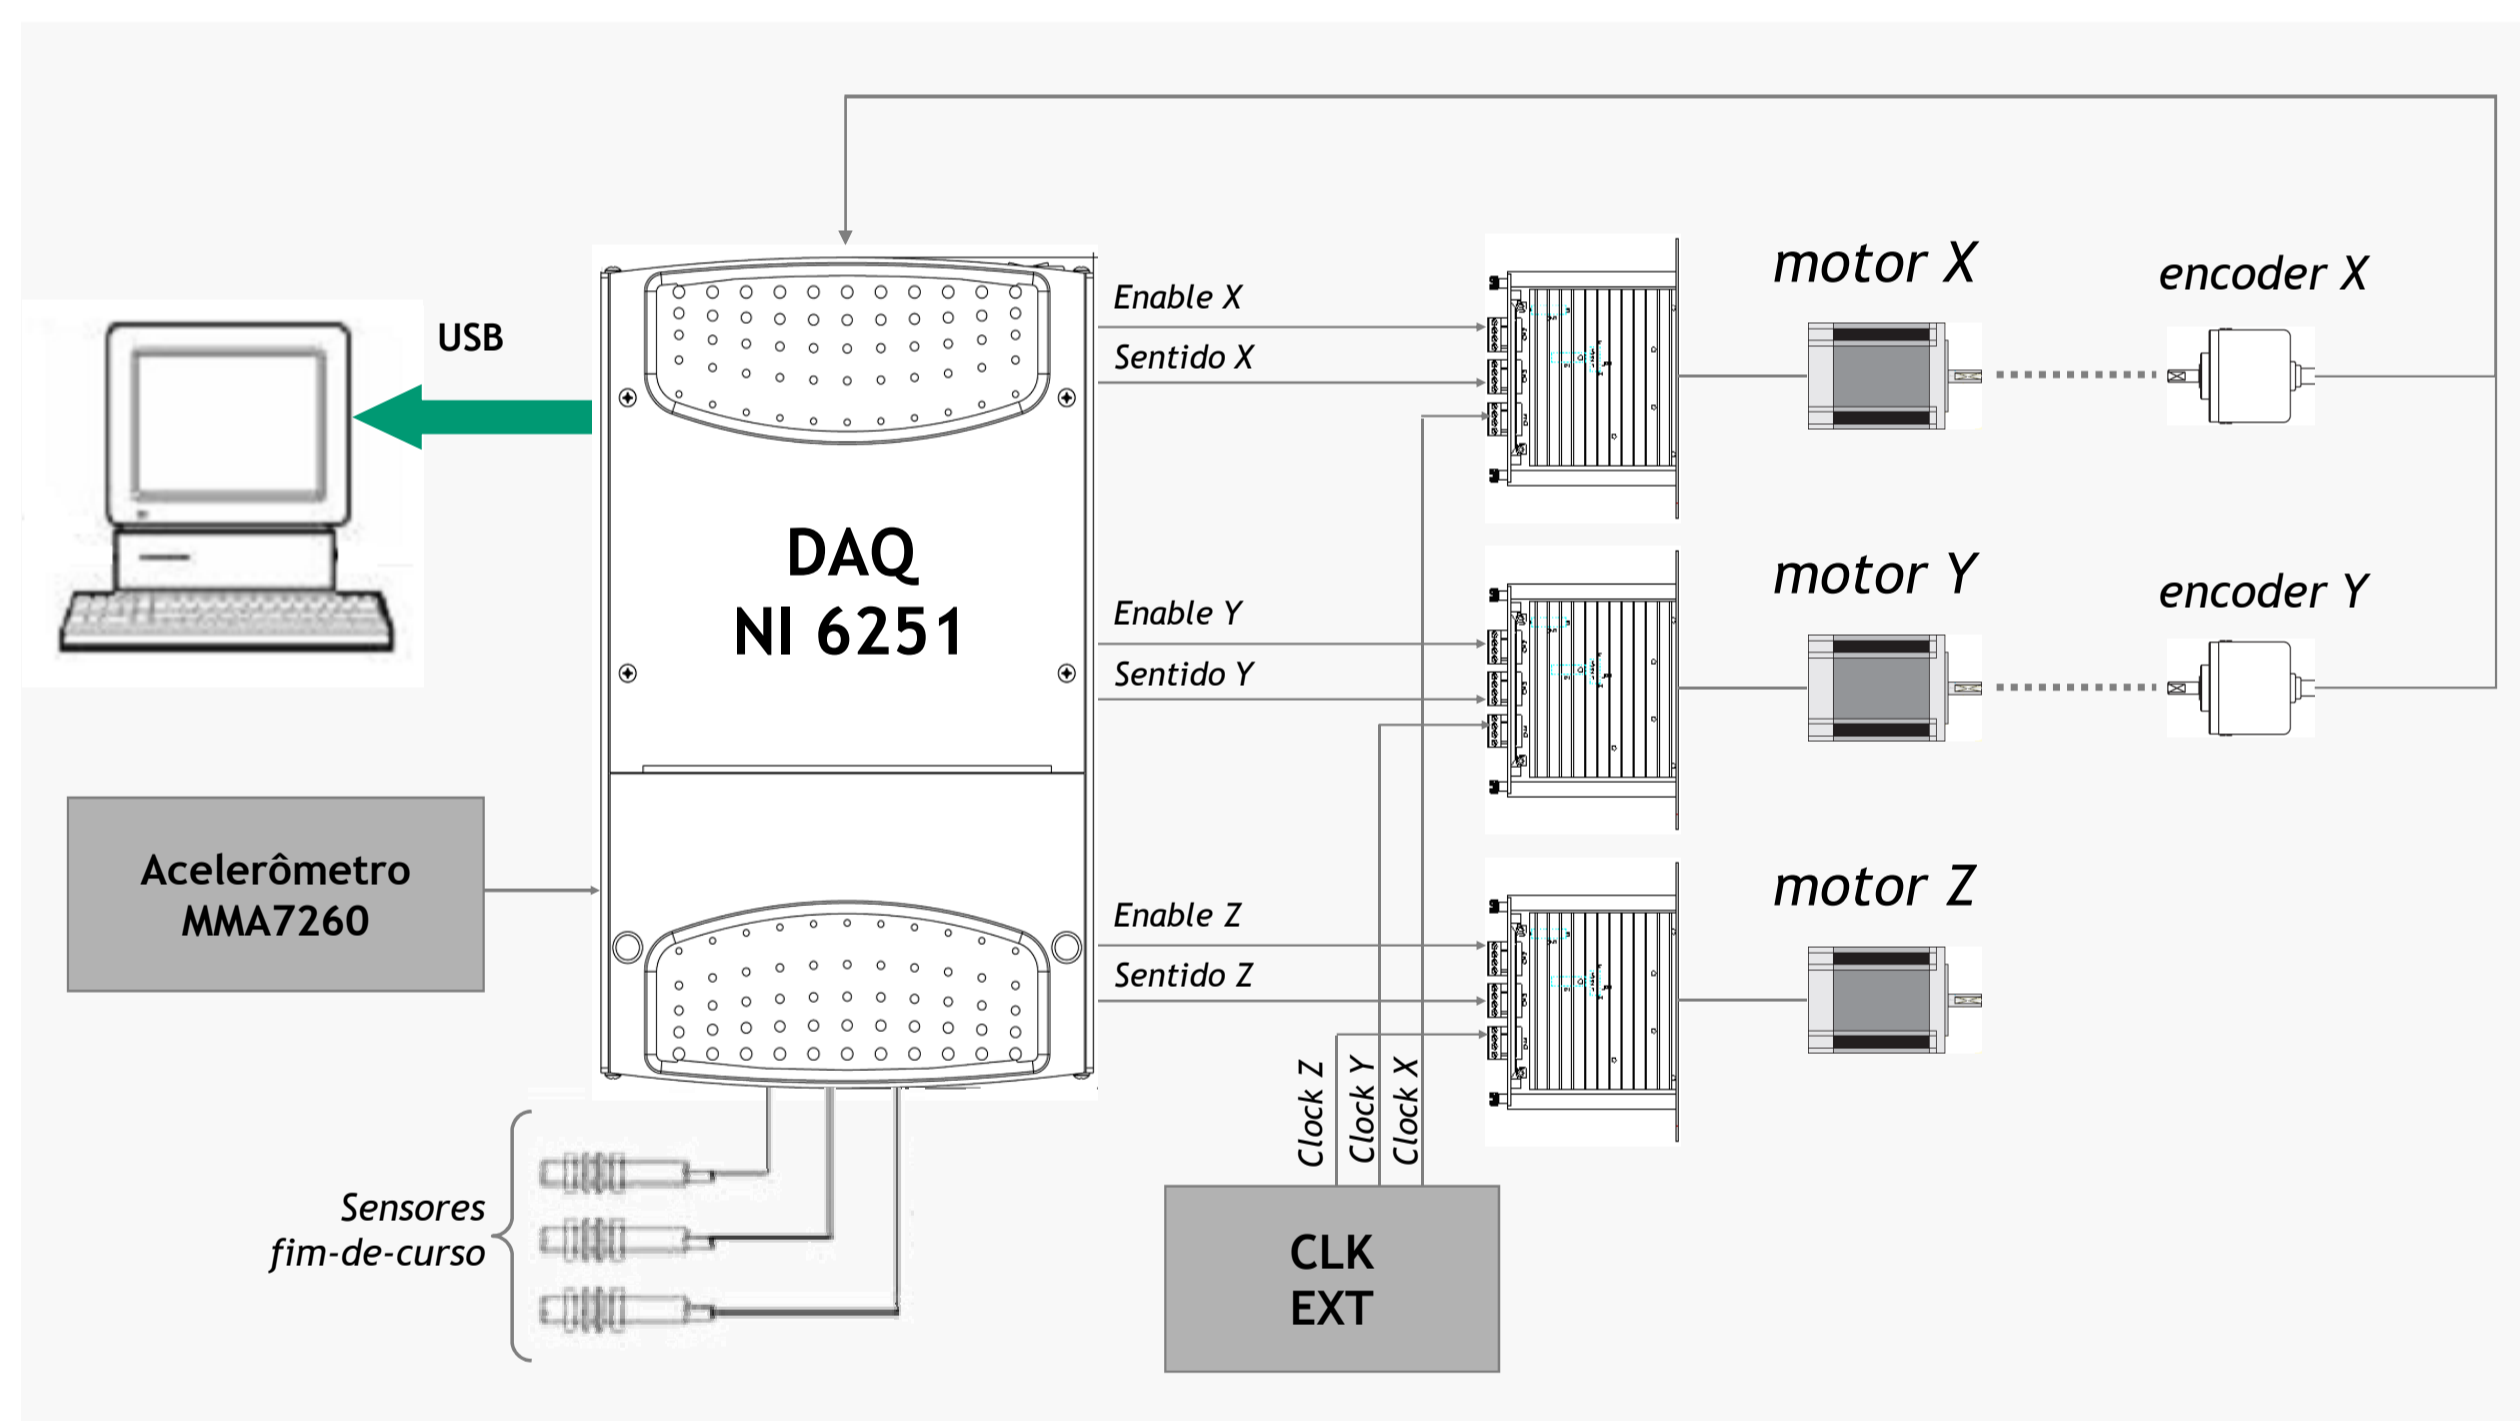 motor X
encoder X
Enable X
USB
Sentido X
DAQ
NI 6251
motor Y
encoder Y
Enable Y
Sentido Y
Acelerômetro
MMA7260
motor Z
Enable Z
Sentido Z
Clock Z
Clock Y
Clock X
Sensores
fim-de-curso
CLK
EXT